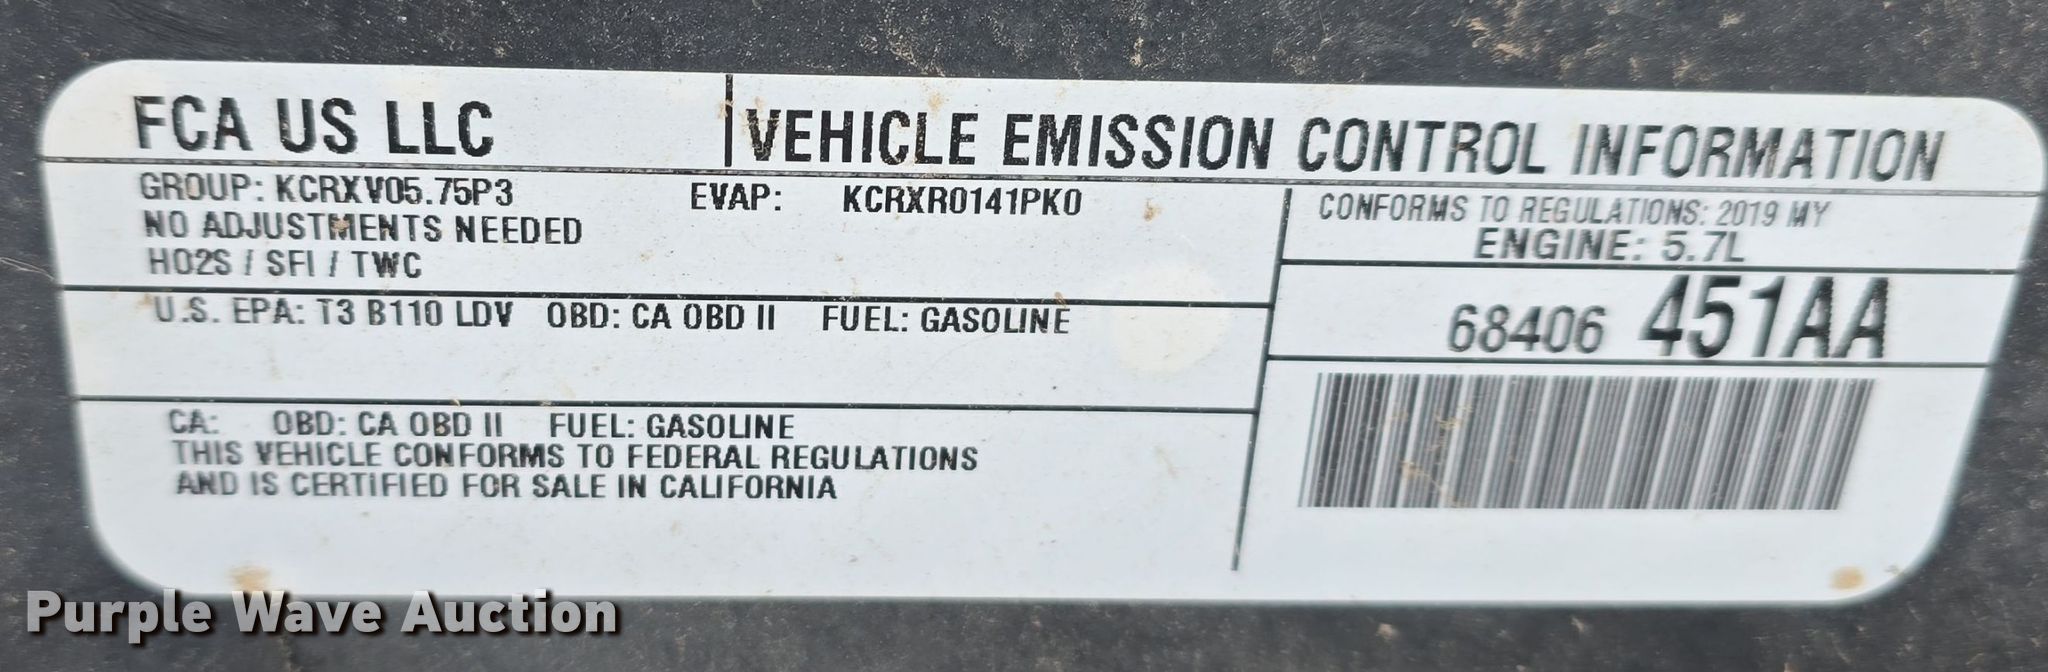 FCA US LLC
VEHICLE EMISSION CONTROL INFORMATION
GROUP: KCRXV05.75P3 EVAP: KCRXR0141PK0
NO ADJUSTMENTS NEEDED
HO2S / SFI / TWC
CONFORMS TO REGULATIONS: 2019 MY
ENGINE: 5.7L
U.S. EPA: T3 B110 LDV OBD: CA OBD II FUEL: GASOLINE
68406 451AA
CA: OBD: CA OBD II FUEL: GASOLINE
THIS VEHICLE CONFORMS TO FEDERAL REGULATIONS
AND IS CERTIFIED FOR SALE IN CALIFORNIA
Purple Wave Auction